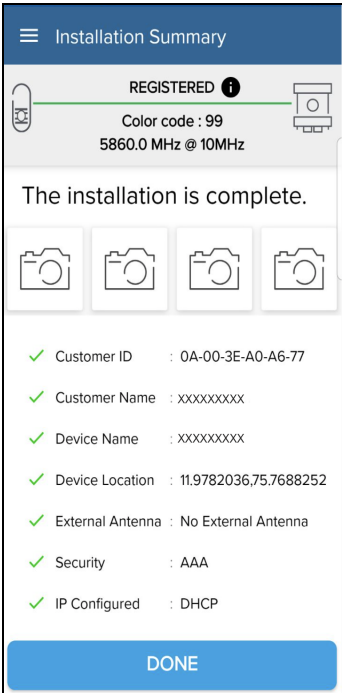 Installation Summary
REGISTERED
Color code : 99
5860.0 MHz @ 10MHz
The installation is complete.
Customer ID : 0A-00-3E-A0-A6-77
Customer Name : XXXXXXXXX
Device Name : XXXXXXXXX
Device Location : 11.9782036,75.7688252
External Antenna : No External Antenna
Security : AAA
IP Configured : DHCP
DONE